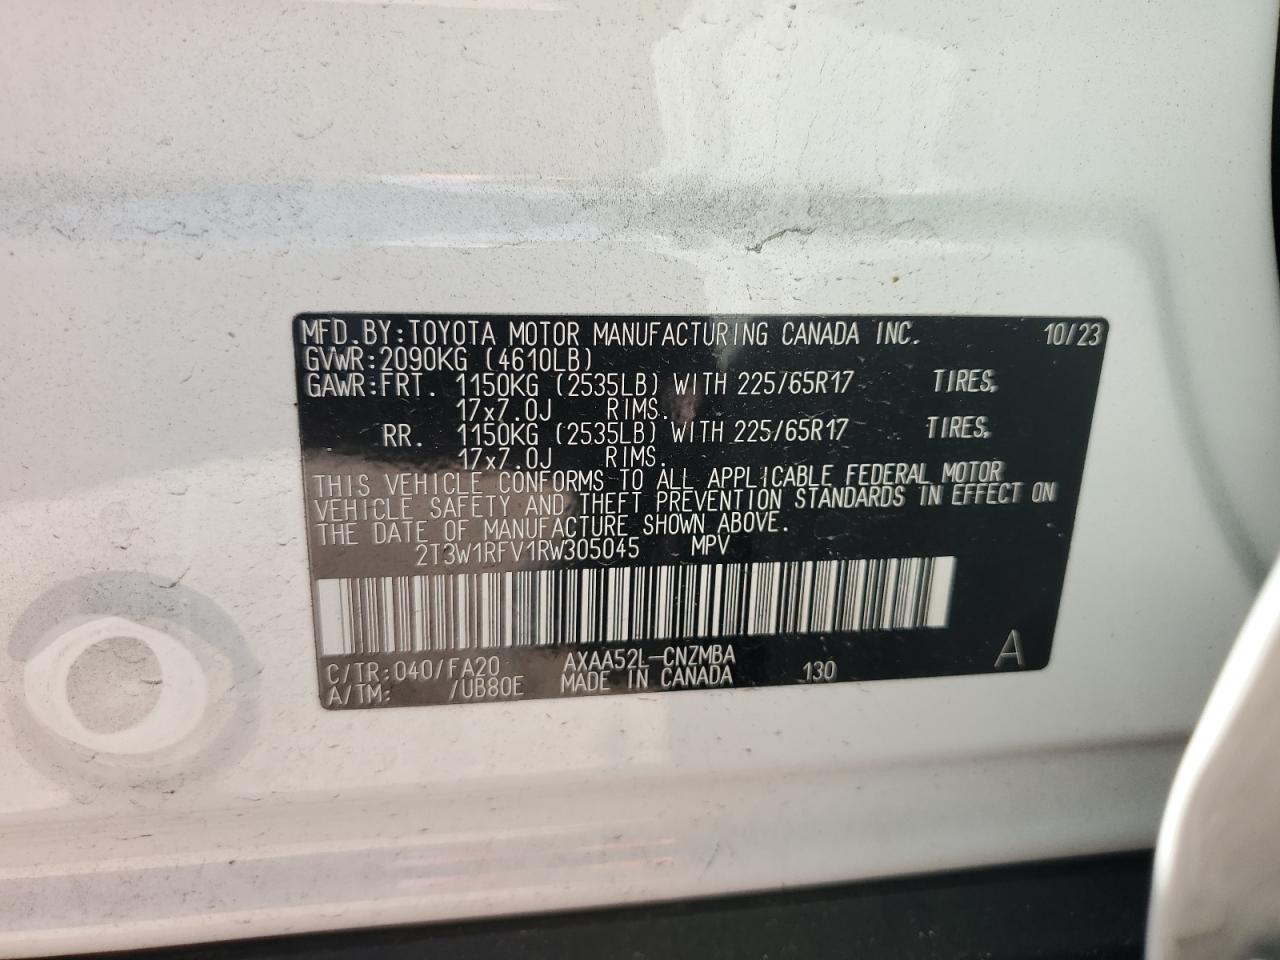 MFD.BY:TOYOTA MOTOR MANUFACTURING CANADA INC. 10/23
GVWR:2090KG (4610LB)
GAWR:FRT. 1150KG (2535LB) WITH 225/65R17 TIRES,
17x7.0J RIMS.
RR. 1150KG (2535LB) WITH 225/65R17 TIRES,
17x7.0J RIMS.
THIS VEHICLE CONFORMS TO ALL APPLICABLE FEDERAL MOTOR
VEHICLE SAFETY AND THEFT PREVENTION STANDARDS IN EFFECT ON
THE DATE OF MANUFACTURE SHOWN ABOVE.
2T3W1RFV1RW305045 MPV
C/TR:040/FA20 AXAA52L-CNZMBA 130 A
A/TM: /UB80E MADE IN CANADA